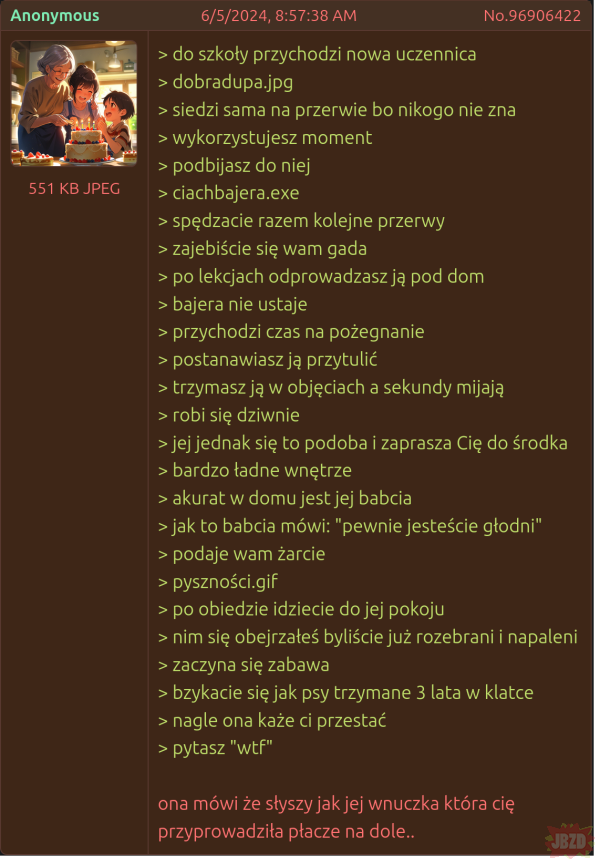 Anonymous 6/5/2024, 8:57:38 AM No.96906422
551 KB JPEG
> do szkoły przychodzi nowa uczennica
> dobradupa.jpg
> siedzi sama na przerwie bo nikogo nie zna
> wykorzystujesz moment
> podbijasz do niej
> ciachbajera.exe
> spędzacie razem kolejne przerwy
> zajebiście się wam gada
> po lekcjach odprowadzasz ją pod dom
> bajera nie ustaje
> przychodzi czas na pożegnanie
> postanawiasz ją przytulić
> trzymasz ją w objęciach a sekundy mijają
> robi się dziwnie
> jej jednak się to podoba i zaprasza Cię do środka
> bardzo ładne wnętrze
> akurat w domu jest jej babcia
> jak to babcia mówi: "pewnie jesteście głodni"
> podaje wam żarcie
> pyszności.gif
> po obiedzie idziecie do jej pokoju
> nim się obejrzałeś byliście już rozebrani i napaleni
> zaczyna się zabawa
> bzykacie się jak psy trzymane 3 lata w klatce
> nagle ona każe ci przestać
> pytasz "wtf"
ona mówi że słyszy jak jej wnuczka która cię
przyprowadziła płacze na dole..
JBZD